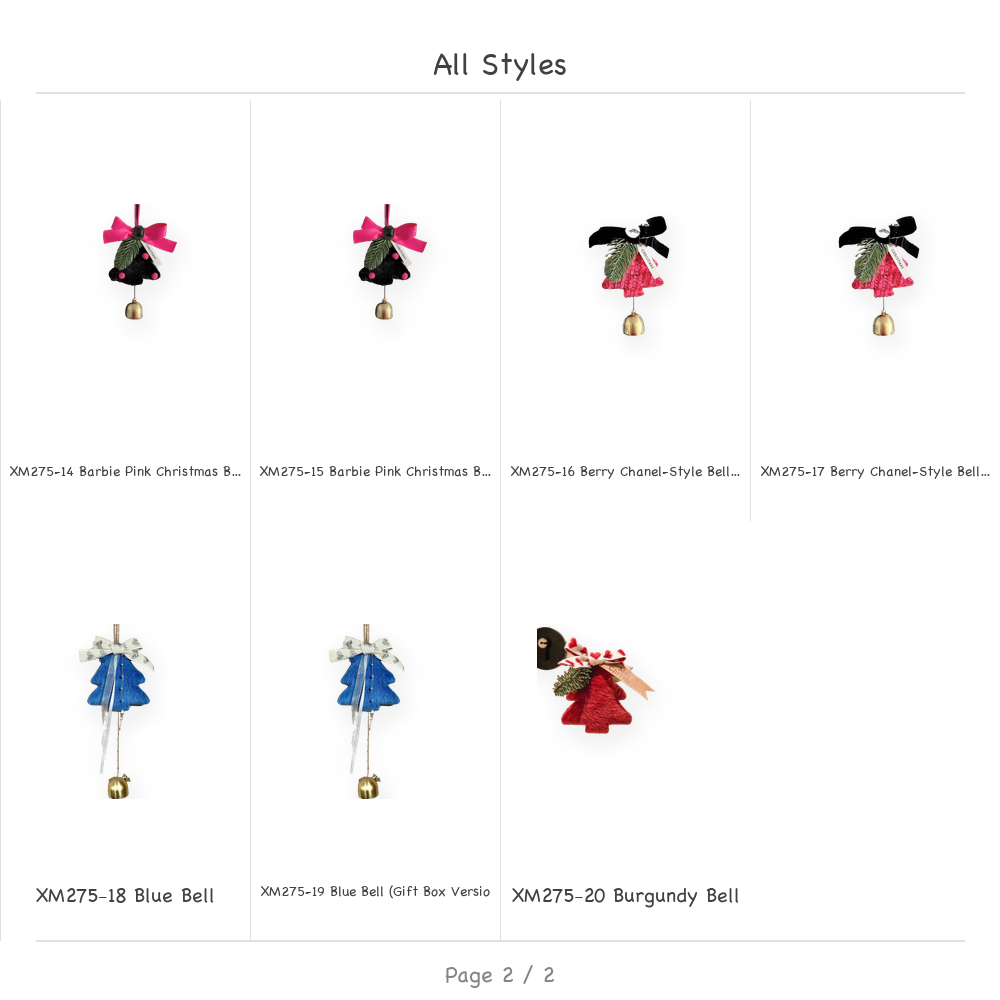 All Styles
XM275-14 Barbie Pink Christmas B...
XM275-15 Barbie Pink Christmas B...
XM275-16 Berry Chanel-Style Bell...
XM275-17 Berry Chanel-Style Bell...
XM275-18 Blue Bell
XM275-19 Blue Bell (Gift Box Versio
XM275-20 Burgundy Bell
Page 2 / 2